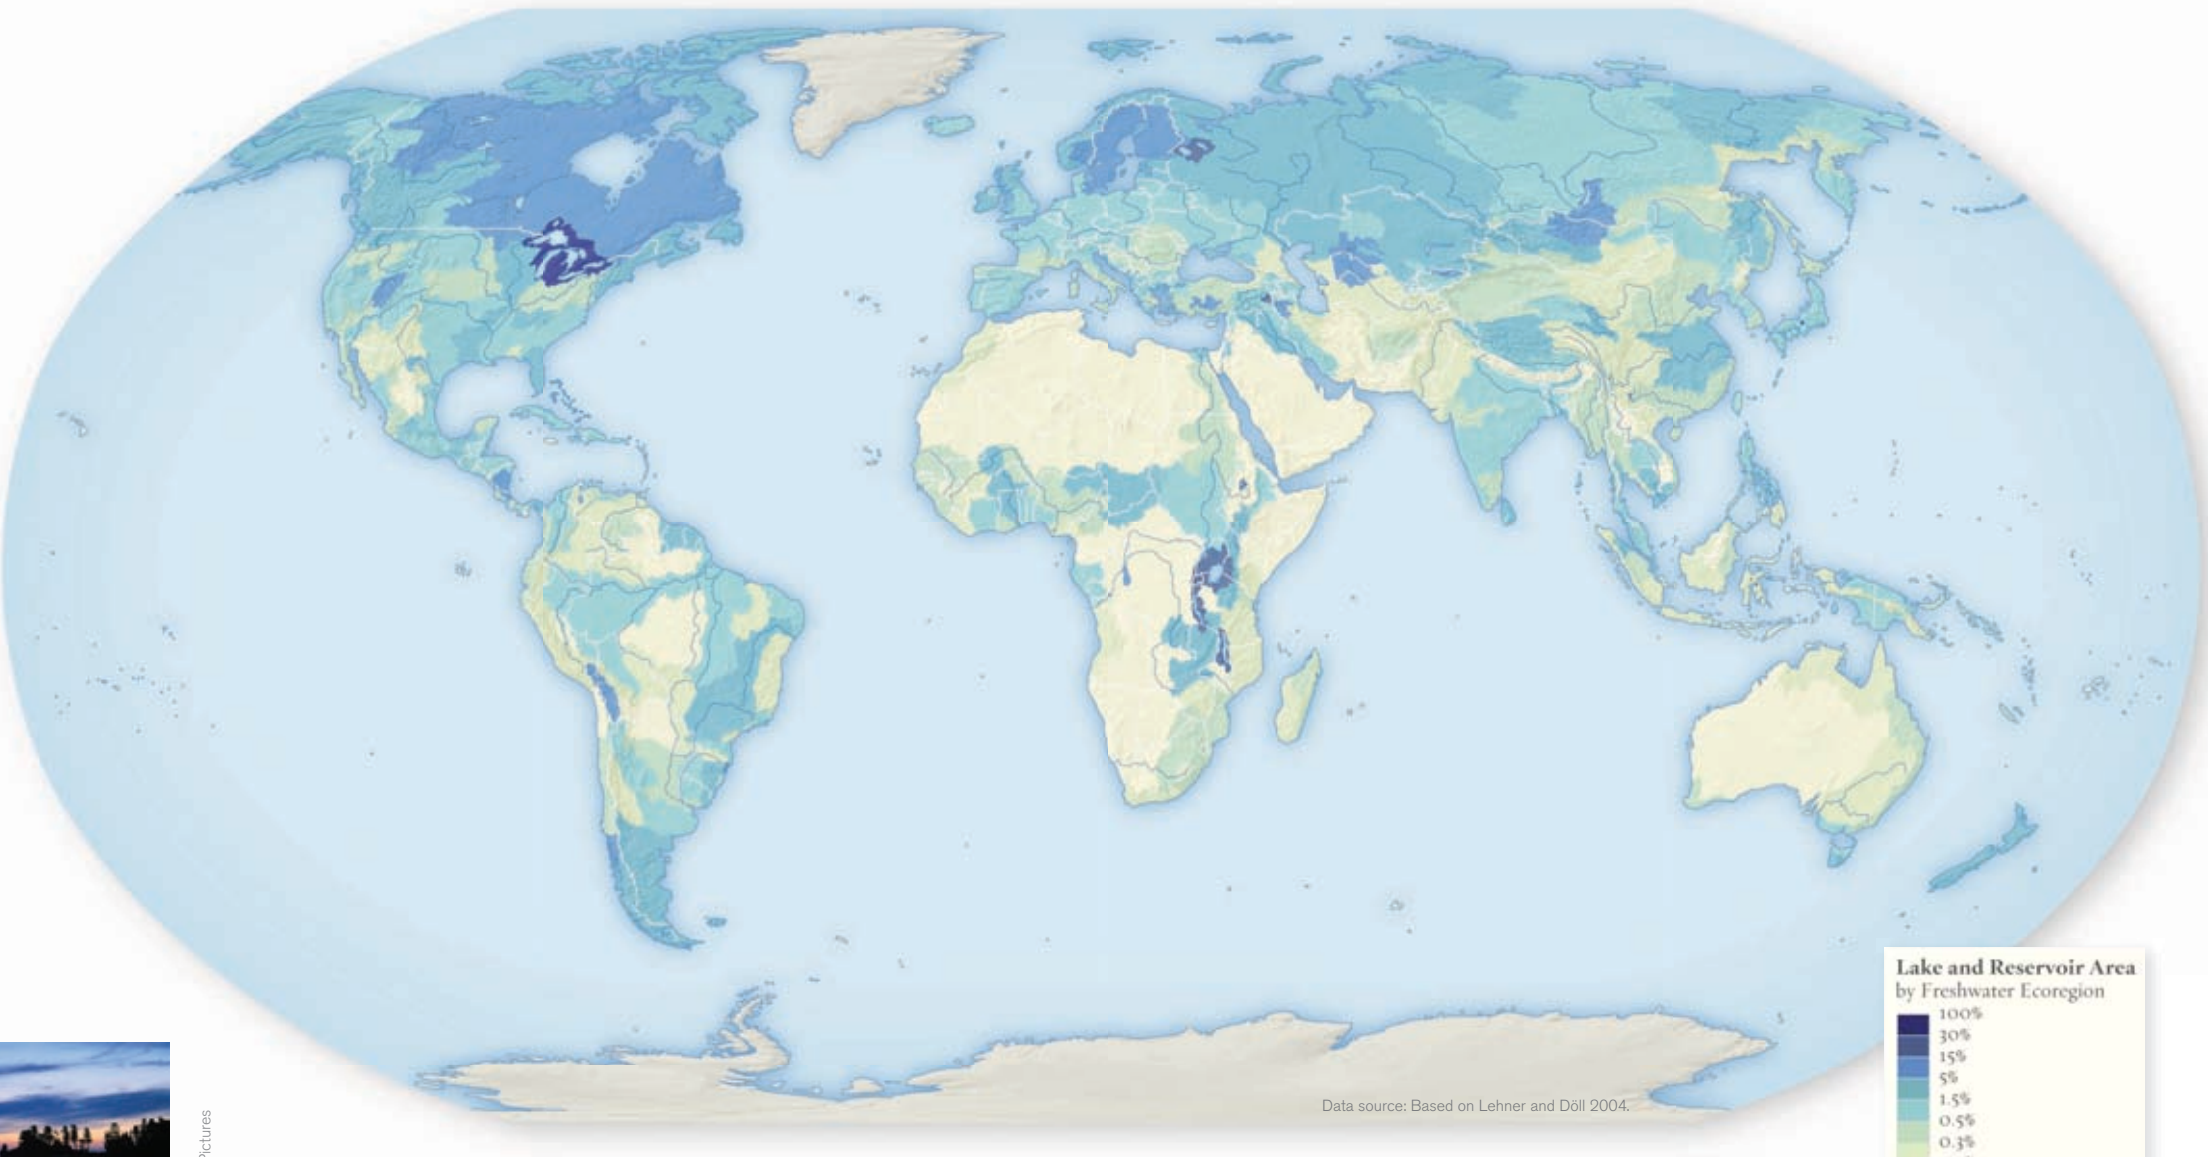 Lake and Reservoir Area
by Freshwater Ecoregion
100%
30%
15%
5%
1.5%
0.5%
0.3%
Data source: Based on Lehner and Döll 2004.
Pictures